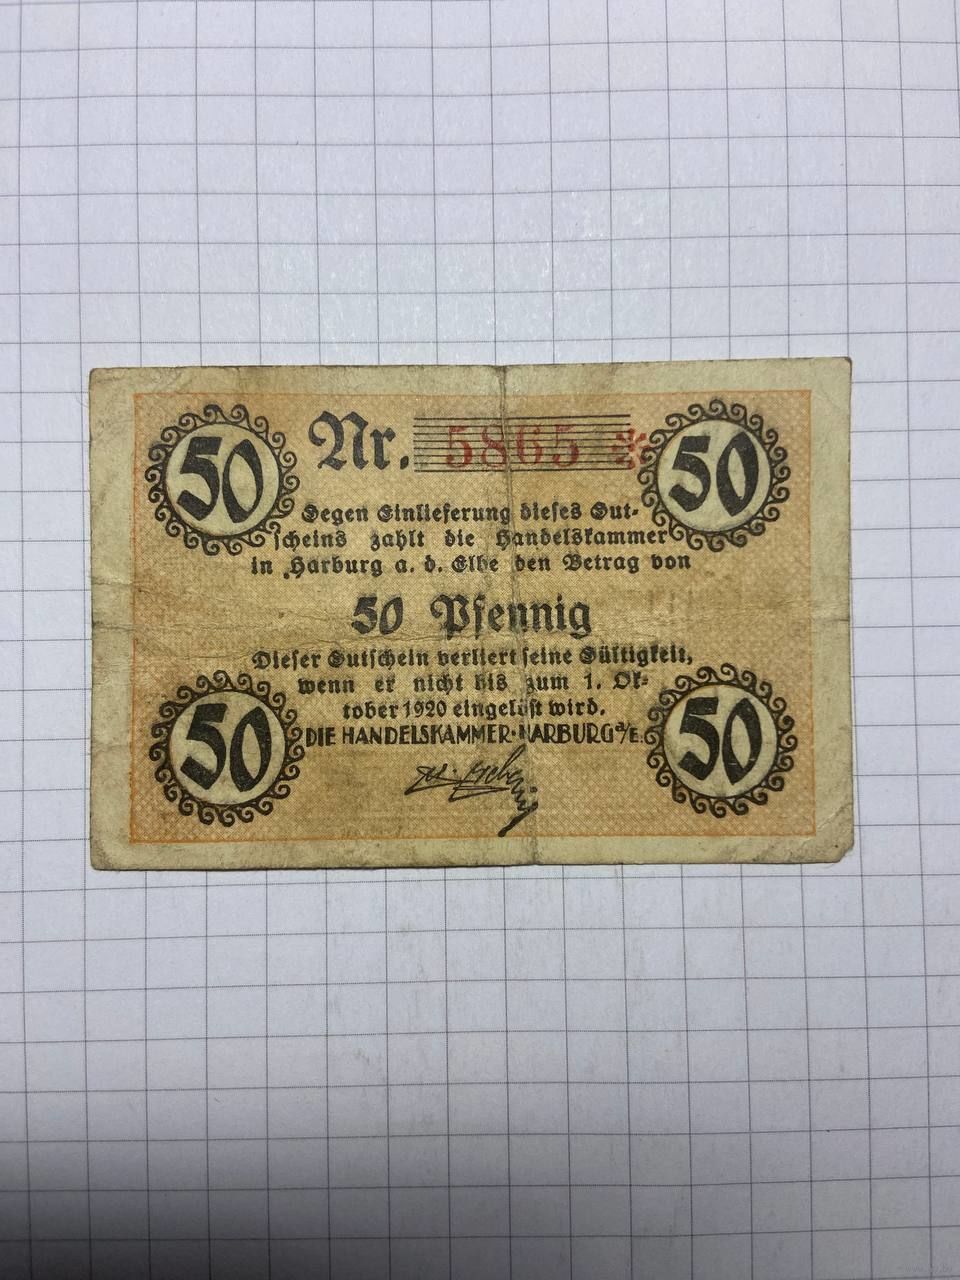 50 Nr. 5865 * 50
Gegen Einlieferung dieses Gut-
scheins zahlt die Handelskammer
in Harburg a. d. Elbe den Betrag von
50 Pfennig
Dieser Gutschein verliert seine Gültigkeit,
wenn er nicht bis zum 1. Ok-
tober 1920 eingelöst wird.
50 DIE HANDELSKAMMER·HARBURG a/E. 50